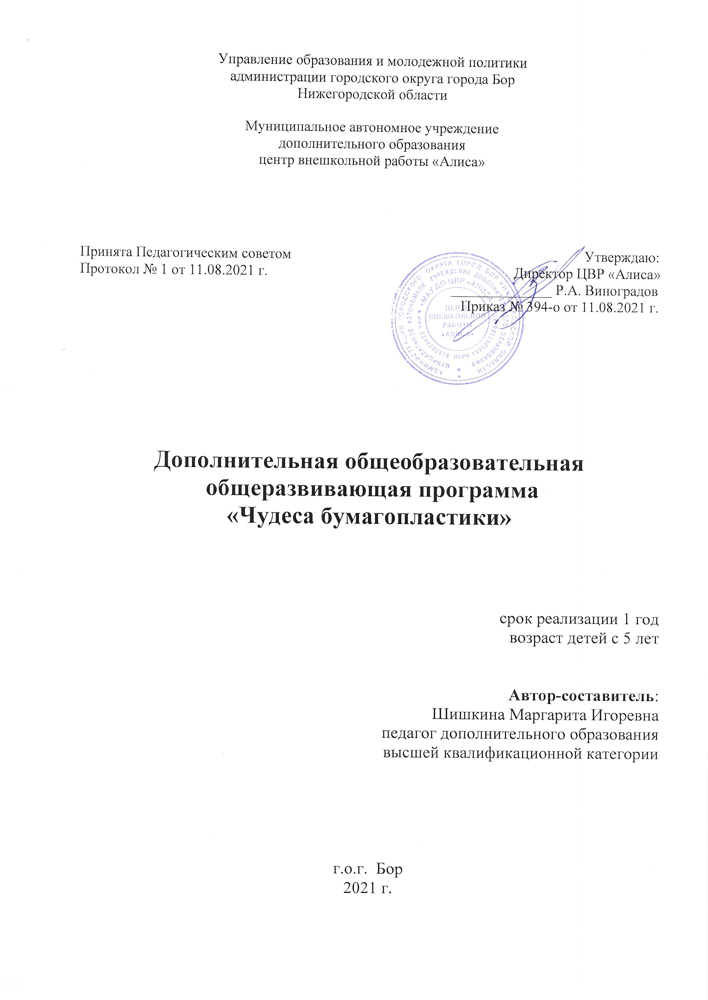 Управление образования и молодежной политики
администрации городского округа города Бор
Нижегородской области
Муниципальное автономное учреждение
дополнительного образования
центр внешкольной работы «Алиса»
Принята Педагогическим советом
Протокол № 1 от 11.08.2021 г.
Утверждаю:
Директор ЦВР «Алиса»
______________ Р.А. Виноградов
Приказ № 394-о от 11.08.2021 г.
АДМИНИСТРАЦИЯ ГОРОДСКОГО ОКРУГА ГОРОД БОР НИЖЕГОРОДСКОЙ ОБЛАСТИ
МУНИЦИПАЛЬНОЕ АВТОНОМНОЕ УЧРЕЖДЕНИЕ ДОПОЛНИТЕЛЬНОГО ОБРАЗОВАНИЯ
«МАУ ДО ЦВР «АЛИСА»
ИНН 5246002078 ОГРН
ЦЕНТР
ВНЕШКОЛЬНОЙ
РАБОТЫ
«АЛИСА»
Дополнительная общеобразовательная
общеразвивающая программа
«Чудеса бумагопластики»
срок реализации 1 год
возраст детей с 5 лет
Автор-составитель:
Шишкина Маргарита Игоревна
педагог дополнительного образования
высшей квалификационной категории
г.о.г. Бор
2021 г.